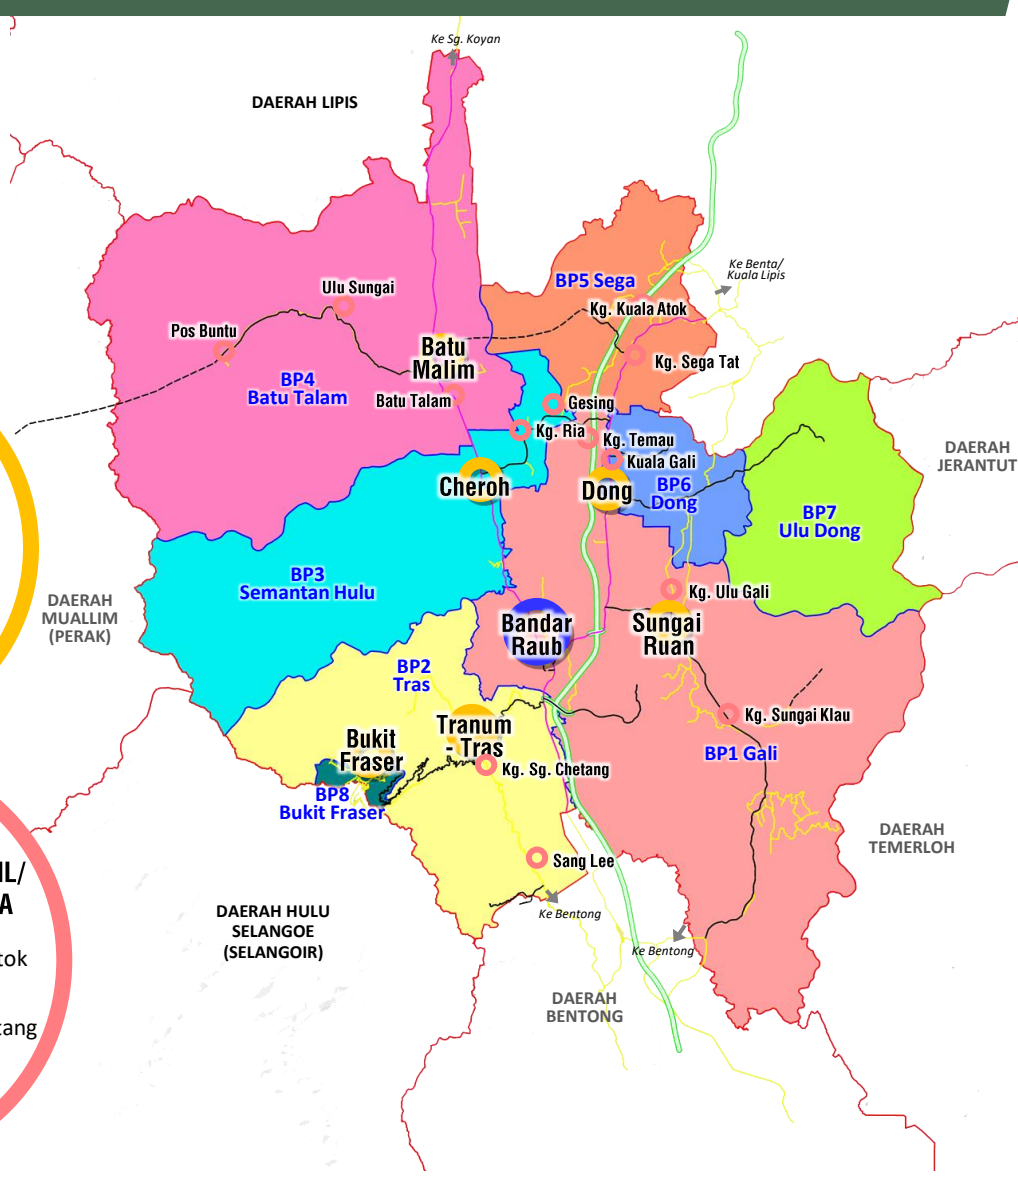 Ke Sg. Koyan
DAERAH LIPIS
Ke Benta/
Kuala Lipis
BP5 Sega
Ulu Sungai
Kg. Kuala Atok
Pos Buntu
Batu
Malim
Kg. Sega Tat
BP4
Batu Talam
Batu Talam
Gesing
Kg. Ria
Kg. Temau
Kuala Gali
DAERAH
JERANTUT
Cheroh
Dong
BP6
Dong
BP7
Ulu Dong
BP3
Semantan Hulu
Kg. Ulu Gali
DAERAH
MUALLIM
(PERAK)
Bandar
Raub
Sungai
Ruan
BP2
Tras
Tranum
- Tras
Kg. Sungai Klau
Bukit
Fraser
BP1 Gali
Kg. Sg. Chetang
BP8
Bukit Fraser
DAERAH
TEMERLOH
Sang Lee
IL/
A
DAERAH HULU
SELANGOE
(SELANGOIR)
Ke Bentong
Ke Bentong
tok
DAERAH
BENTONG
tang